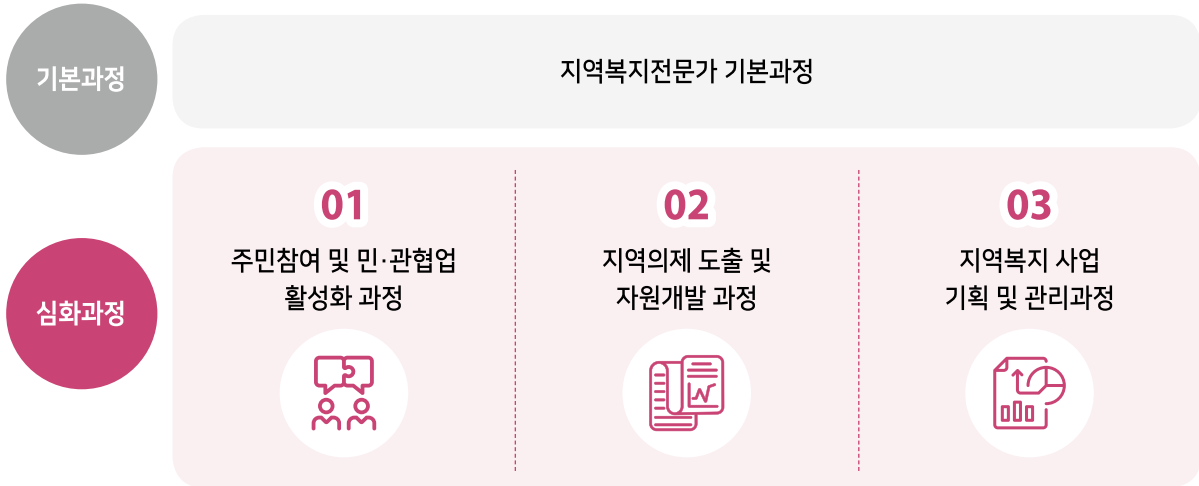 기본과정
지역복지전문가 기본과정
심화과정
01
주민참여 및 민·관협업
활성화 과정
02
지역의제 도출 및
자원개발 과정
03
지역복지 사업
기획 및 관리과정